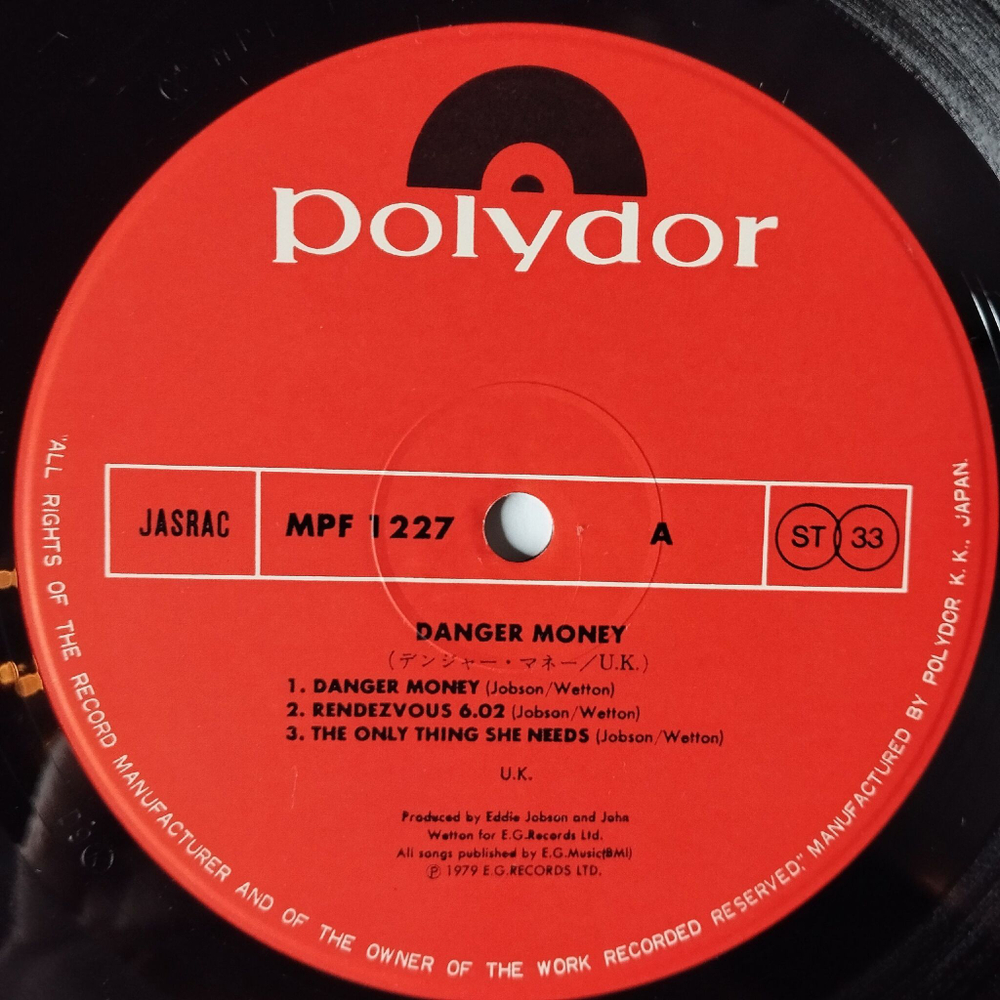 polydor
JASRAC
MPF 1227
A
ST 33
DANGER MONEY
(デンジャー・マネー/U.K.)
1. DANGER MONEY (Jobson/Wetton)
2. RENDEZVOUS 6.02 (Jobson/Wetton)
3. THE ONLY THING SHE NEEDS (Jobson/Wetton)
U.K.
Produced by Eddie Jobson and John
Wetton for E.G.Records Ltd.
All songs published by E.G.Music(BMI)
Ⓟ 1979 E.G.RECORDS LTD.
"ALL RIGHTS OF THE RECORD MANUFACTURER AND OF THE OWNER OF THE WORK RECORDED RESERVED," MANUFACTURED BY POLYDOR K.K., JAPAN.